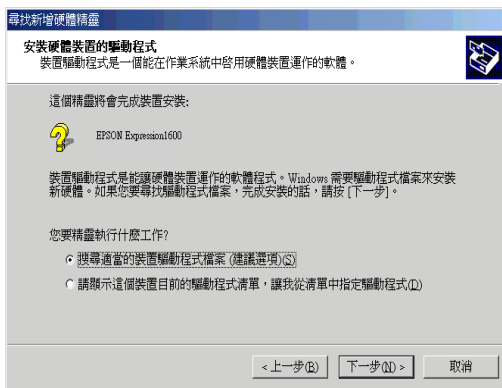 尋找新增硬體精靈
安裝硬體裝置的驅動程式
裝置驅動程式是一個能在作業系統中啓用硬體裝置運作的軟體。
這個精靈將會完成裝置安裝:
EPSON Expression1600
裝置驅動程式是能讓硬體裝置運作的軟體程式。Windows 需要驅動程式檔案來安裝
新硬體。如果您要尋找驅動程式檔案，完成安裝的話，請按 [下一步]。
您要精靈執行什麼工作?
搜尋適當的裝置驅動程式檔案 (建議選項)(S)
請顯示這個裝置目前的驅動程式清單，讓我從清單中指定驅動程式(D)
<上一步(B) 下一步(N) > 取消